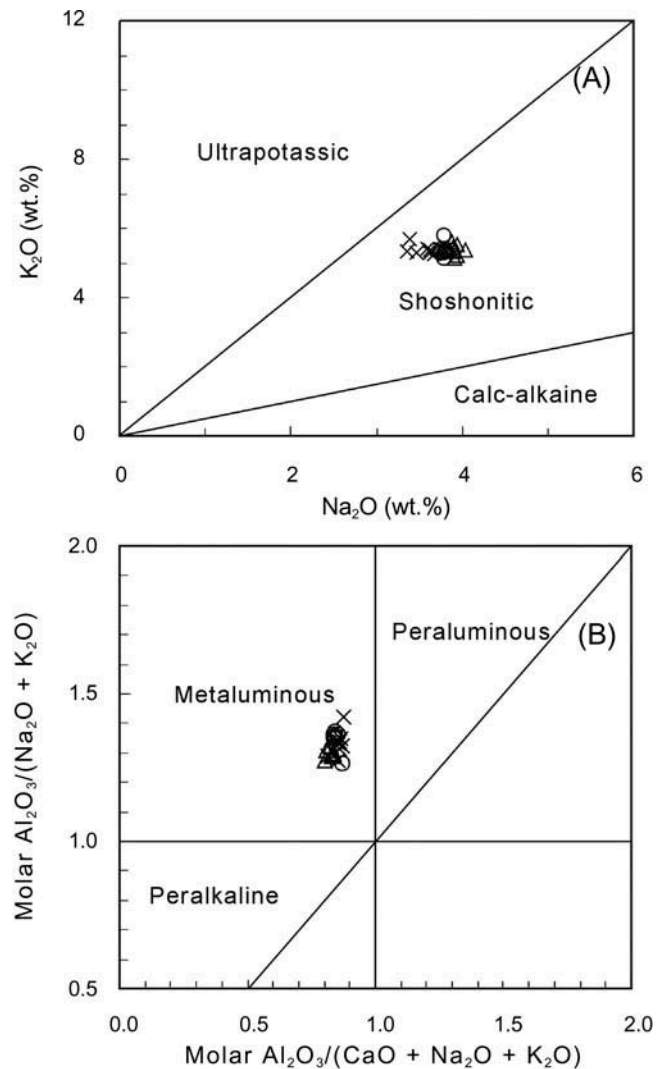 12
(A)
Ultrapotassic
8
K₂O (wt.%)
4
Shoshonitic
Calc-alkaine
0
0 2 4 6
Na₂O (wt.%)
2.0
Peraluminous (B)
Molar Al₂O₃/(Na₂O + K₂O)
1.5
Metaluminous
1.0
Peralkaline
0.5
0.0 0.5 1.0 1.5 2.0
Molar Al₂O₃/(CaO + Na₂O + K₂O)